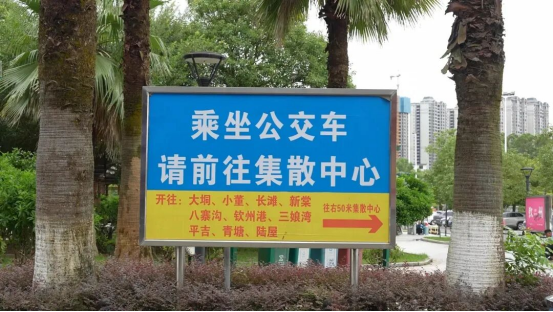 乘坐公交车
请前往集散中心
开往：大垌、小董、长滩、新棠
八寨沟、钦州港、三娘湾
平吉、青塘、陆屋
往右50米集散中心